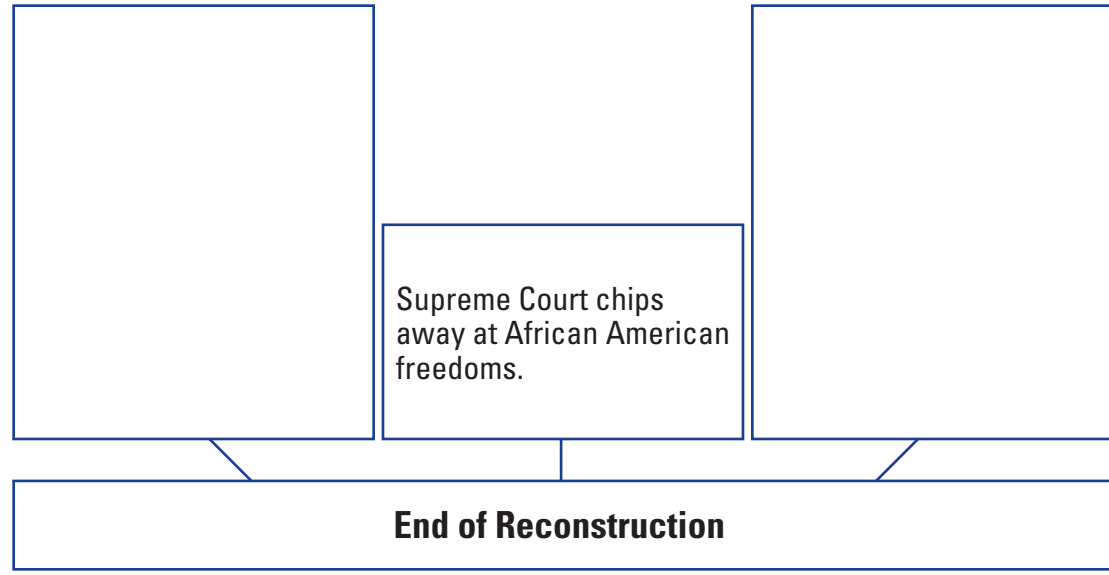 Supreme Court chips
away at African American
freedoms.
End of Reconstruction